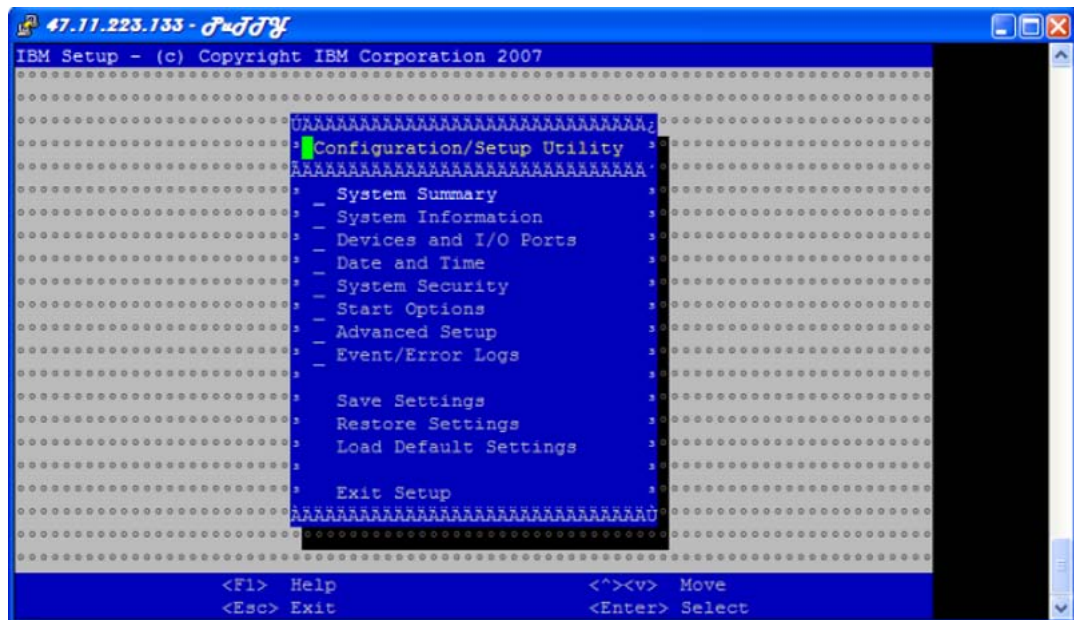 47.11.223.133 - PuTTY
IBM Setup - (c) Copyright IBM Corporation 2007
Configuration/Setup Utility
System Summary
System Information
Devices and I/O Ports
Date and Time
System Security
Start Options
Advanced Setup
Event/Error Logs
Save Settings
Restore Settings
Load Default Settings
Exit Setup
<F1> Help <^><v> Move
<Esc> Exit <Enter> Select